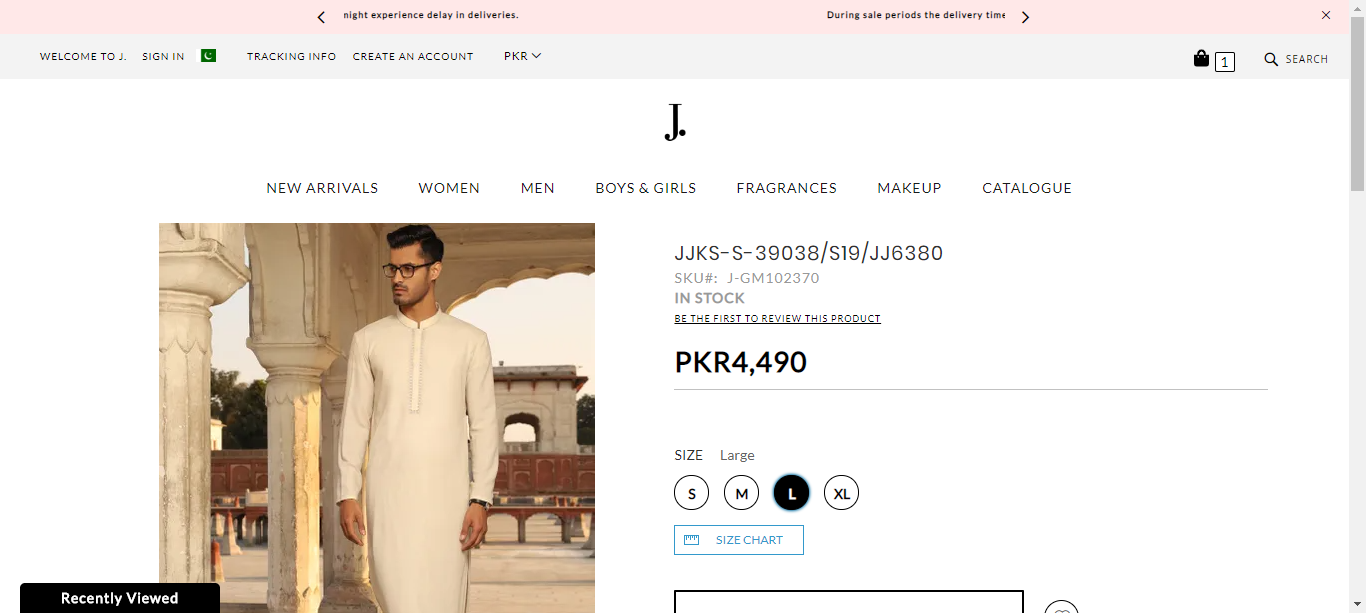 night experience delay in deliveries.
During sale periods the delivery time
WELCOME TO J. SIGN IN TRACKING INFO CREATE AN ACCOUNT PKR
1 SEARCH
J.
NEW ARRIVALS WOMEN MEN BOYS & GIRLS FRAGRANCES MAKEUP CATALOGUE
JJKS-S-39038/S19/JJ6380
SKU#: J-GM102370
IN STOCK
BE THE FIRST TO REVIEW THIS PRODUCT
PKR4,490
SIZE Large
S M L XL
SIZE CHART
Recently Viewed